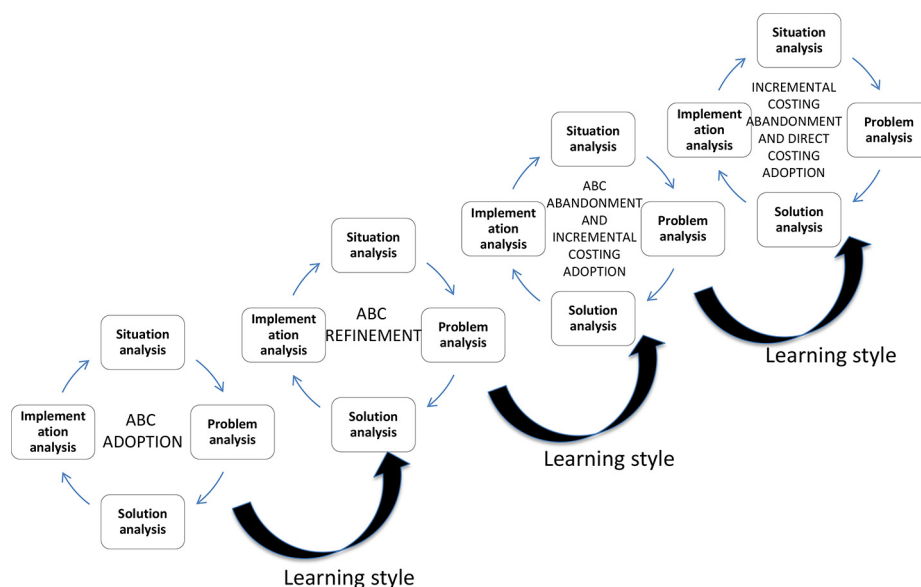 Situation
analysis
Implement
ation
analysis
ABC
ADOPTION
Problem
analysis
Solution
analysis
Learning style
Situation
analysis
Implement
ation
analysis
ABC
REFINEMENT
Problem
analysis
Solution
analysis
Learning style
Situation
analysis
Implement
ation
analysis
ABC
ABANDONMENT
AND
INCREMENTAL
COSTING
ADOPTION
Problem
analysis
Solution
analysis
Learning style
Situation
analysis
Implement
ation
analysis
INCREMENTAL
COSTING
ABANDONMENT
AND DIRECT
COSTING
ADOPTION
Problem
analysis
Solution
analysis